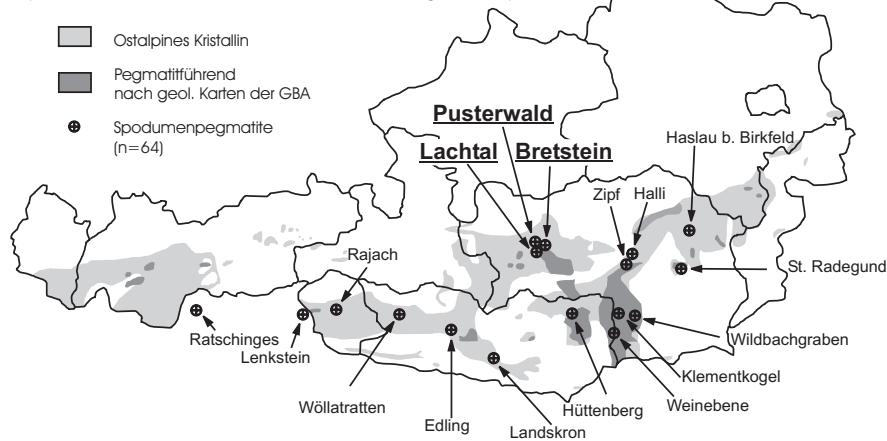 Ostalpines Kristallin
Pegmatitführend
nach geol. Karten der GBA
Spodumenpegmatite
(n=64)
Pusterwald
Lachtal Bretstein
Haslau b. Birkfeld
Zipf Halli
Rajach
St. Radegund
Ratschinges
Lenkstein
Wildbachgraben
Klementkogel
Wöllatratten
Hüttenberg
Weinebene
Edling
Landskron